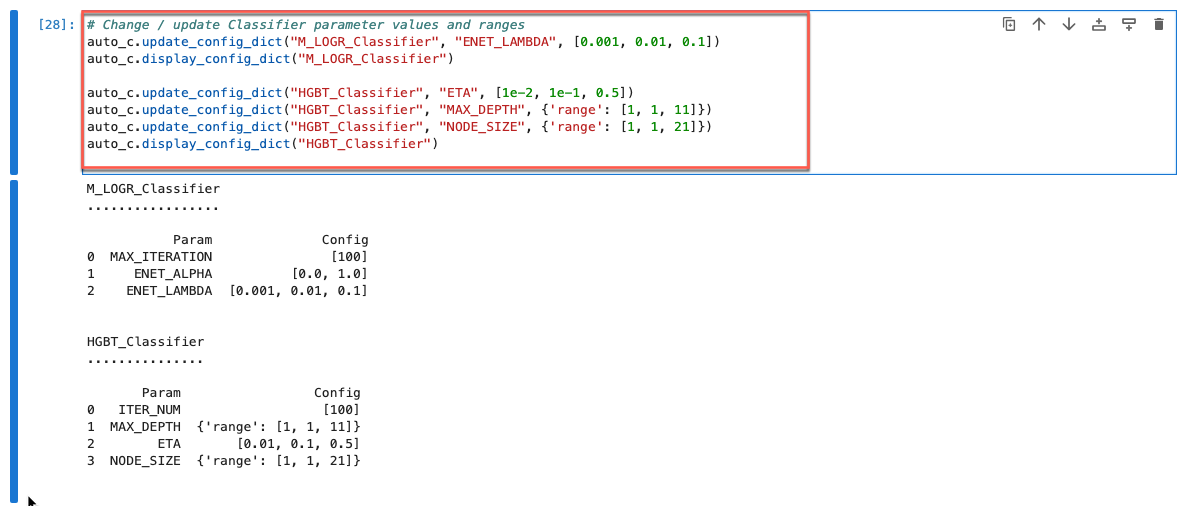 [28]:
# Change / update Classifier parameter values and ranges
auto_c.update_config_dict("M_LOGR_Classifier", "ENET_LAMBDA", [0.001, 0.01, 0.1])
auto_c.display_config_dict("M_LOGR_Classifier")
auto_c.update_config_dict("HGBT_Classifier", "ETA", [1e-2, 1e-1, 0.5])
auto_c.update_config_dict("HGBT_Classifier", "MAX_DEPTH", {'range': [1, 1, 11]})
auto_c.update_config_dict("HGBT_Classifier", "NODE_SIZE", {'range': [1, 1, 21]})
auto_c.display_config_dict("HGBT_Classifier")
M_LOGR_Classifier
.................
Param Config
0 MAX_ITERATION [100]
1 ENET_ALPHA [0.0, 1.0]
2 ENET_LAMBDA [0.001, 0.01, 0.1]
HGBT_Classifier
...............
Param Config
0 ITER_NUM [100]
1 MAX_DEPTH {'range': [1, 1, 11]}
2 ETA [0.01, 0.1, 0.5]
3 NODE_SIZE {'range': [1, 1, 21]}